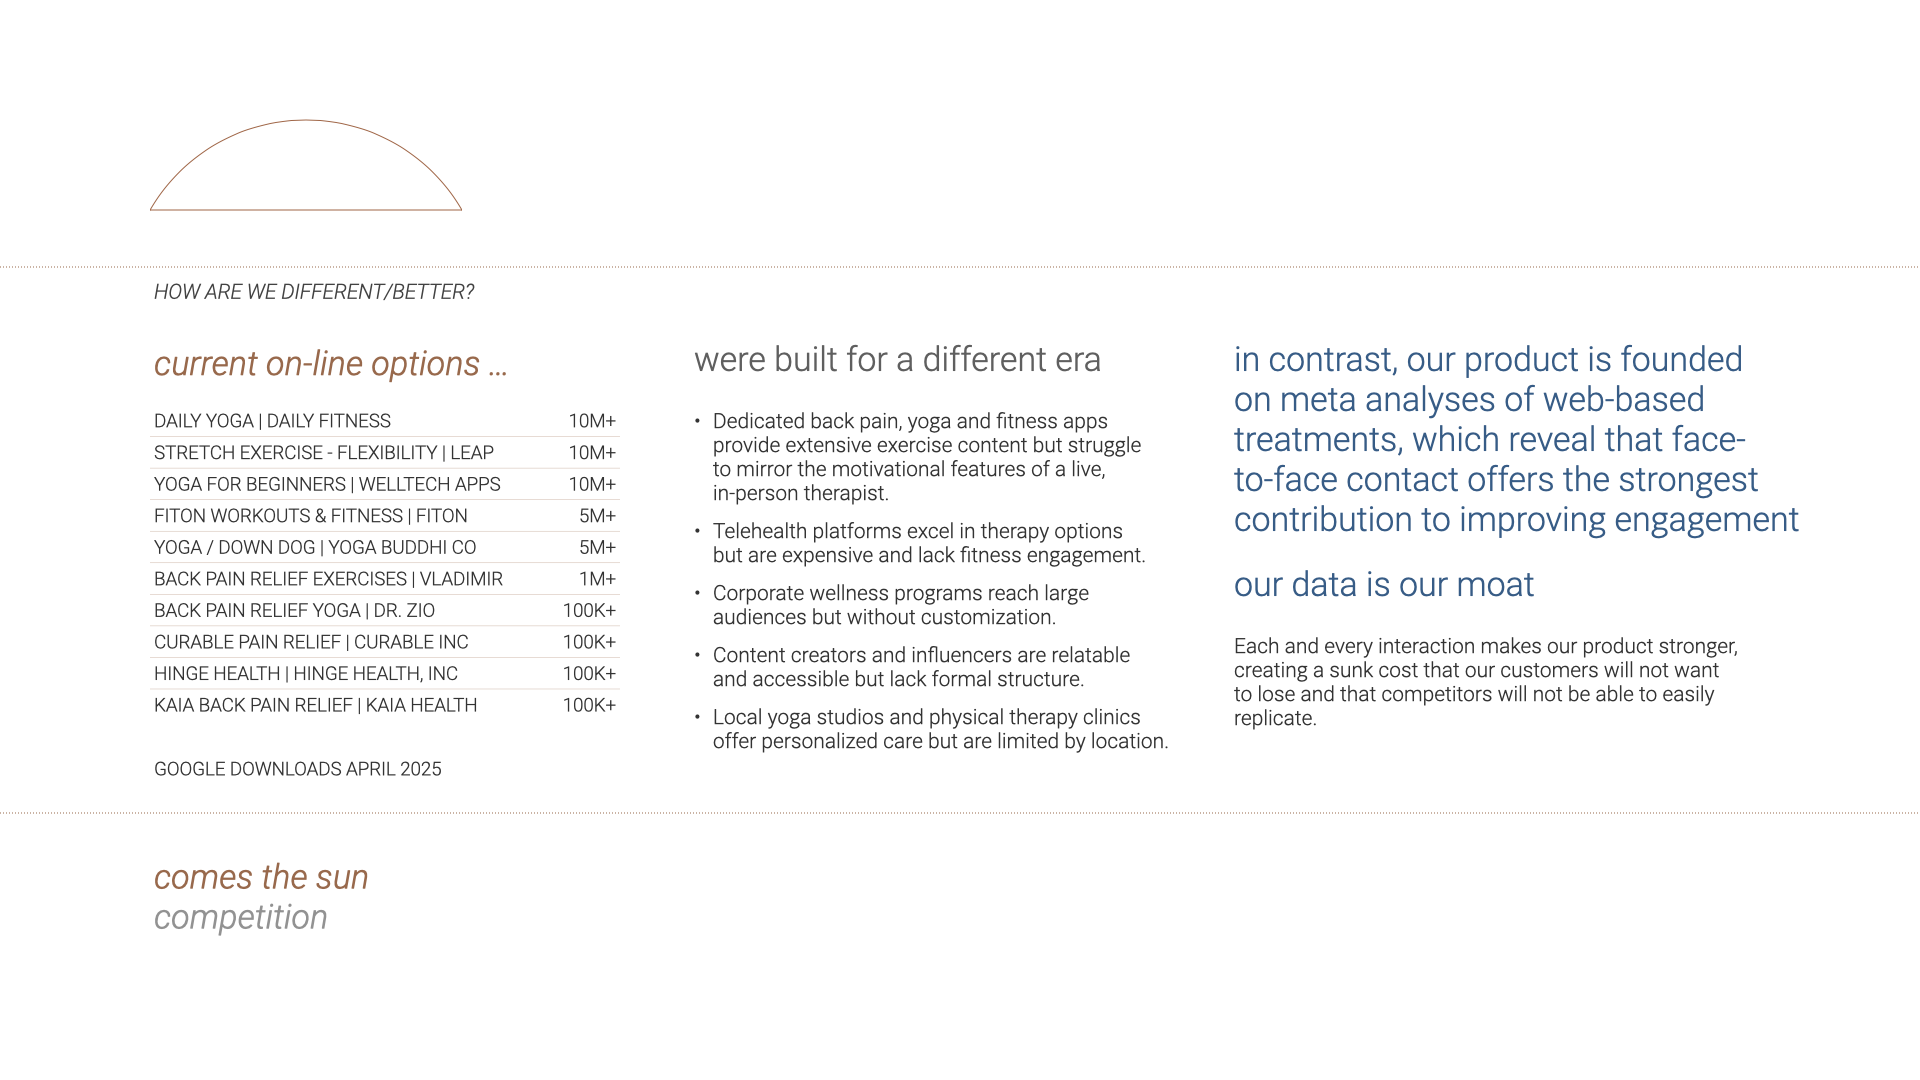 HOW ARE WE DIFFERENT/BETTER?
current on-line options ...
DAILY YOGA | DAILY FITNESS 10M+
STRETCH EXERCISE - FLEXIBILITY | LEAP 10M+
YOGA FOR BEGINNERS | WELLTECH APPS 10M+
FITON WORKOUTS & FITNESS | FITON 5M+
YOGA / DOWN DOG | YOGA BUDDHI CO 5M+
BACK PAIN RELIEF EXERCISES | VLADIMIR 1M+
BACK PAIN RELIEF YOGA | DR. ZIO 100K+
CURABLE PAIN RELIEF | CURABLE INC 100K+
HINGE HEALTH | HINGE HEALTH, INC 100K+
KAIA BACK PAIN RELIEF | KAIA HEALTH 100K+
GOOGLE DOWNLOADS APRIL 2025
were built for a different era
• Dedicated back pain, yoga and fitness apps
provide extensive exercise content but struggle
to mirror the motivational features of a live,
in-person therapist.
• Telehealth platforms excel in therapy options
but are expensive and lack fitness engagement.
• Corporate wellness programs reach large
audiences but without customization.
• Content creators and influencers are relatable
and accessible but lack formal structure.
• Local yoga studios and physical therapy clinics
offer personalized care but are limited by location.
in contrast, our product is founded
on meta analyses of web-based
treatments, which reveal that face-
to-face contact offers the strongest
contribution to improving engagement
our data is our moat
Each and every interaction makes our product stronger,
creating a sunk cost that our customers will not want
to lose and that competitors will not be able to easily
replicate.
comes the sun
competition